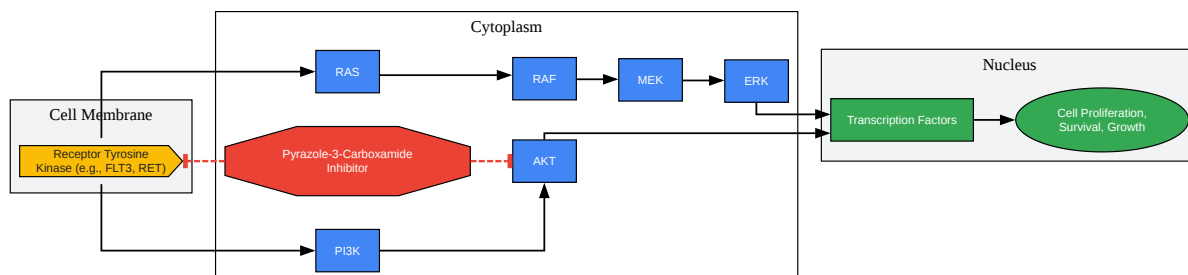 Cytoplasm
RAS
RAF
MEK
ERK
Nucleus
Cell Membrane
Transcription Factors
Cell Proliferation,
Survival, Growth
Receptor Tyrosine
Kinase (e.g., FLT3, RET)
Pyrazole-3-Carboxamide
Inhibitor
AKT
PI3K